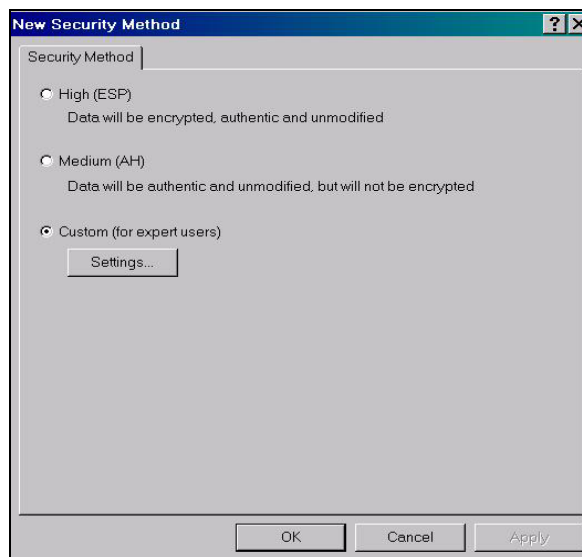 New Security Method
Security Method
High (ESP)
Data will be encrypted, authentic and unmodified
Medium (AH)
Data will be authentic and unmodified, but will not be encrypted
Custom (for expert users)
Settings...
OK Cancel Apply